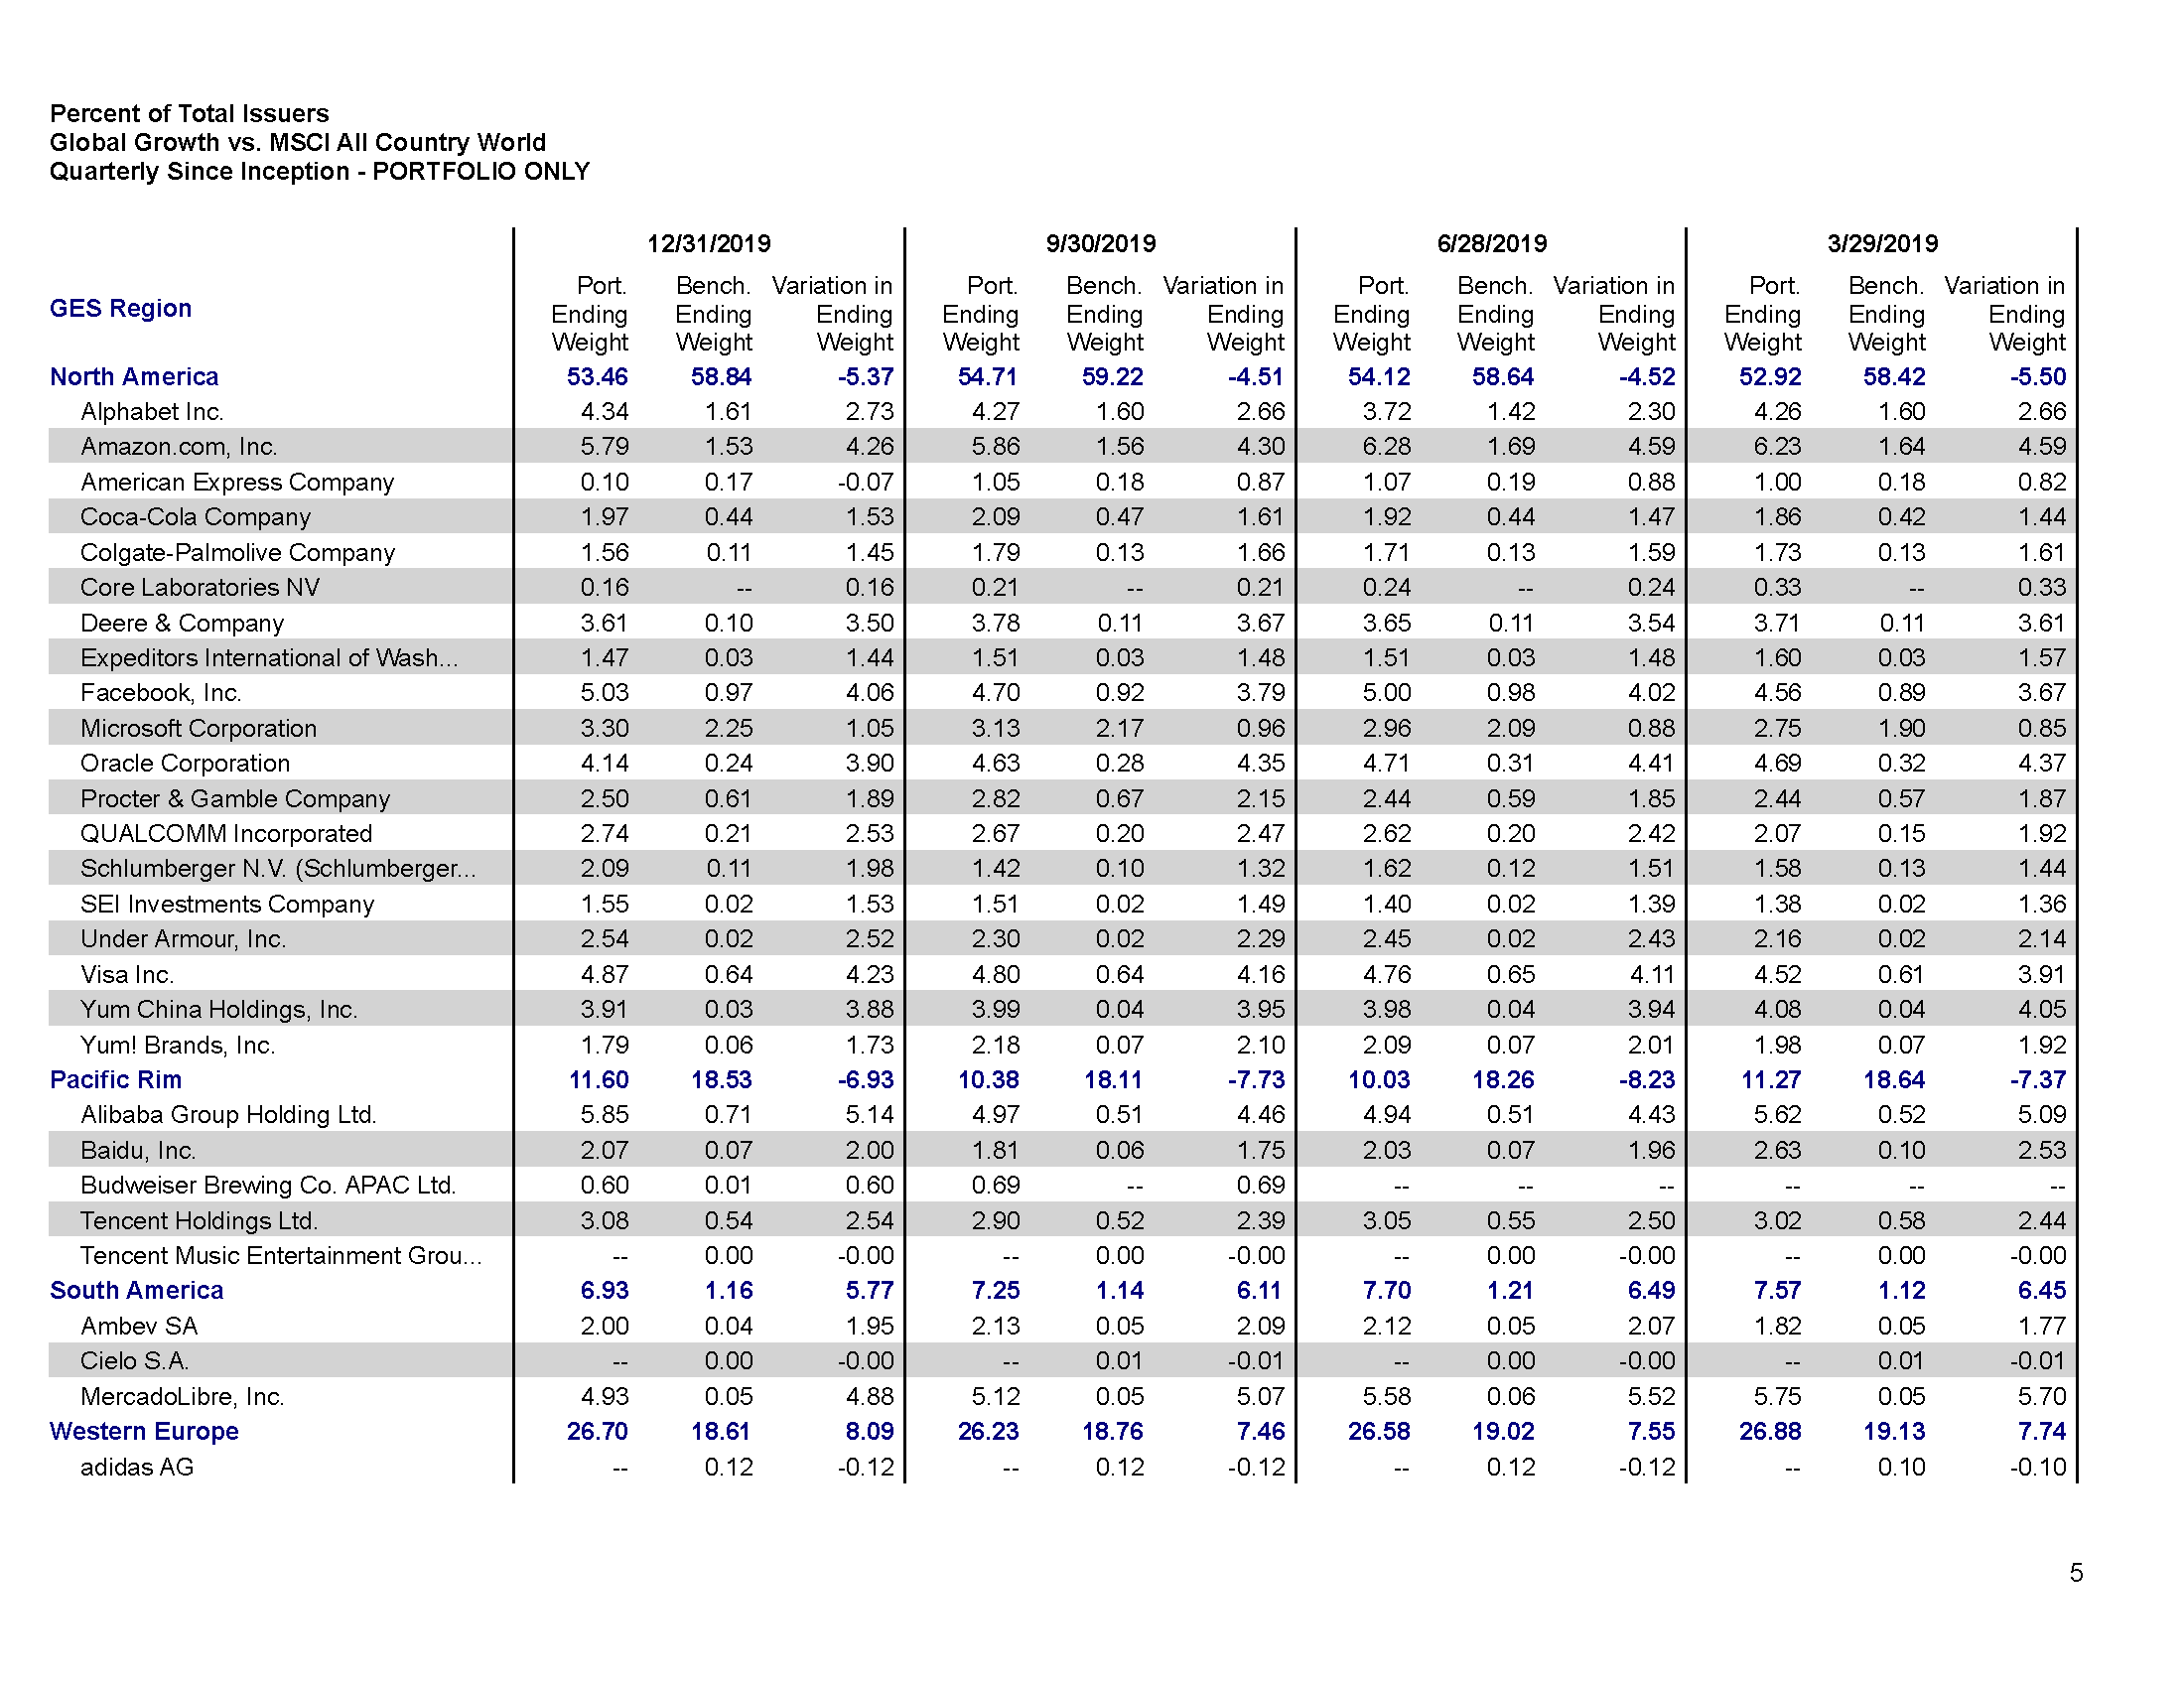 Percent of Total Issuers
Global Growth vs. MSCI All Country World
Quarterly Since Inception - PORTFOLIO ONLY
12/31/2019 9/30/2019 6/28/2019 3/29/2019
GES Region
Port. Bench. Variation in Port. Bench. Variation in Port. Bench. Variation in Port. Bench. Variation in
Ending Ending Ending Ending Ending Ending Ending Ending Ending Ending Ending Ending
Weight Weight Weight Weight Weight Weight Weight Weight Weight Weight Weight Weight
North America 53.46 58.84 -5.37 54.71 59.22 -4.51 54.12 58.64 -4.52 52.92 58.42 -5.50
Alphabet Inc. 4.34 1.61 2.73 4.27 1.60 2.66 3.72 1.42 2.30 4.26 1.60 2.66
Amazon.com, Inc. 5.79 1.53 4.26 5.86 1.56 4.30 6.28 1.69 4.59 6.23 1.64 4.59
American Express Company 0.10 0.17 -0.07 1.05 0.18 0.87 1.07 0.19 0.88 1.00 0.18 0.82
Coca-Cola Company 1.97 0.44 1.53 2.09 0.47 1.61 1.92 0.44 1.47 1.86 0.42 1.44
Colgate-Palmolive Company 1.56 0.11 1.45 1.79 0.13 1.66 1.71 0.13 1.59 1.73 0.13 1.61
Core Laboratories NV 0.16 -- 0.16 0.21 -- 0.21 0.24 -- 0.24 0.33 -- 0.33
Deere & Company 3.61 0.10 3.50 3.78 0.11 3.67 3.65 0.11 3.54 3.71 0.11 3.61
Expeditors International of Wash... 1.47 0.03 1.44 1.51 0.03 1.48 1.51 0.03 1.48 1.60 0.03 1.57
Facebook, Inc. 5.03 0.97 4.06 4.70 0.92 3.79 5.00 0.98 4.02 4.56 0.89 3.67
Microsoft Corporation 3.30 2.25 1.05 3.13 2.17 0.96 2.96 2.09 0.88 2.75 1.90 0.85
Oracle Corporation 4.14 0.24 3.90 4.63 0.28 4.35 4.71 0.31 4.41 4.69 0.32 4.37
Procter & Gamble Company 2.50 0.61 1.89 2.82 0.67 2.15 2.44 0.59 1.85 2.44 0.57 1.87
QUALCOMM Incorporated 2.74 0.21 2.53 2.67 0.20 2.47 2.62 0.20 2.42 2.07 0.15 1.92
Schlumberger N.V. (Schlumberger... 2.09 0.11 1.98 1.42 0.10 1.32 1.62 0.12 1.51 1.58 0.13 1.44
SEI Investments Company 1.55 0.02 1.53 1.51 0.02 1.49 1.40 0.02 1.39 1.38 0.02 1.36
Under Armour, Inc. 2.54 0.02 2.52 2.30 0.02 2.29 2.45 0.02 2.43 2.16 0.02 2.14
Visa Inc. 4.87 0.64 4.23 4.80 0.64 4.16 4.76 0.65 4.11 4.52 0.61 3.91
Yum China Holdings, Inc. 3.91 0.03 3.88 3.99 0.04 3.95 3.98 0.04 3.94 4.08 0.04 4.05
Yum! Brands, Inc. 1.79 0.06 1.73 2.18 0.07 2.10 2.09 0.07 2.01 1.98 0.07 1.92
Pacific Rim 11.60 18.53 -6.93 10.38 18.11 -7.73 10.03 18.26 -8.23 11.27 18.64 -7.37
Alibaba Group Holding Ltd. 5.85 0.71 5.14 4.97 0.51 4.46 4.94 0.51 4.43 5.62 0.52 5.09
Baidu, Inc. 2.07 0.07 2.00 1.81 0.06 1.75 2.03 0.07 1.96 2.63 0.10 2.53
Budweiser Brewing Co. APAC Ltd. 0.60 0.01 0.60 0.69 -- 0.69 -- -- -- -- -- --
Tencent Holdings Ltd. 3.08 0.54 2.54 2.90 0.52 2.39 3.05 0.55 2.50 3.02 0.58 2.44
Tencent Music Entertainment Grou... -- 0.00 -0.00 -- 0.00 -0.00 -- 0.00 -0.00 -- 0.00 -0.00
South America 6.93 1.16 5.77 7.25 1.14 6.11 7.70 1.21 6.49 7.57 1.12 6.45
Ambev SA 2.00 0.04 1.95 2.13 0.05 2.09 2.12 0.05 2.07 1.82 0.05 1.77
Cielo S.A. -- 0.00 -0.00 -- 0.01 -0.01 -- 0.00 -0.00 -- 0.01 -0.01
MercadoLibre, Inc. 4.93 0.05 4.88 5.12 0.05 5.07 5.58 0.06 5.52 5.75 0.05 5.70
Western Europe 26.70 18.61 8.09 26.23 18.76 7.46 26.58 19.02 7.55 26.88 19.13 7.74
adidas AG -- 0.12 -0.12 -- 0.12 -0.12 -- 0.12 -0.12 -- 0.10 -0.10
5